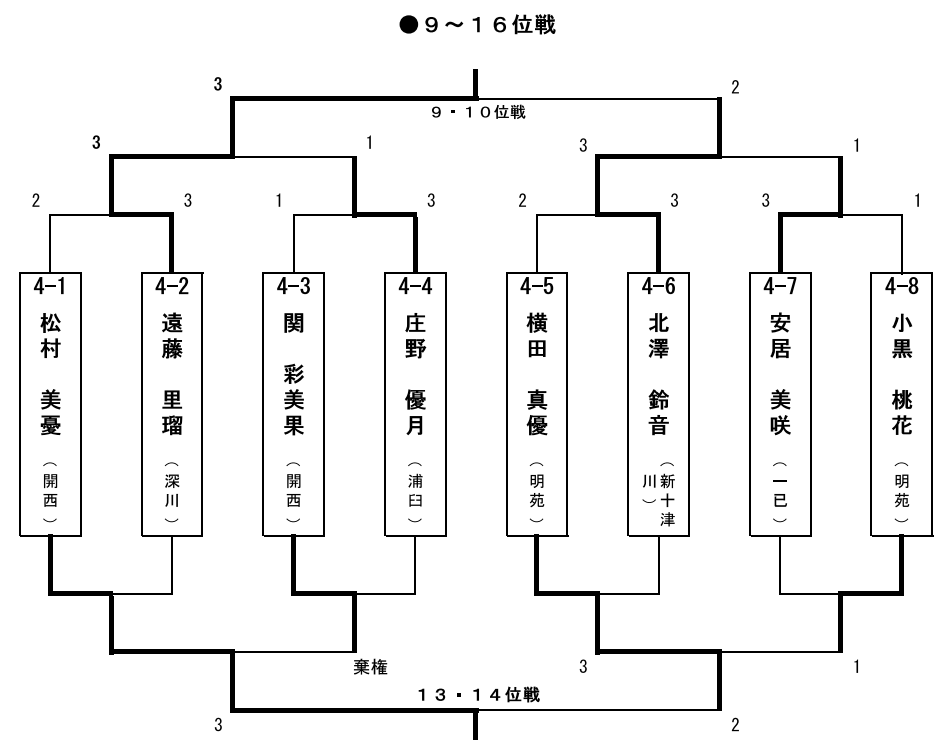 ●９～１６位戦
3
2
９・１０位戦
3
1
3
1
2
3
1
3
2
3
3
1
4-1
松村 美憂
（開西）
4-2
遠藤 里瑠
（深川）
4-3
関 彩美果
（開西）
4-4
庄野 優月
（浦臼）
4-5
横田 真優
（明苑）
4-6
北澤 鈴音
（新十津
川）
4-7
安居 美咲
（一已）
4-8
小黒 桃花
（明苑）
棄権
3
1
１３・１４位戦
3
2